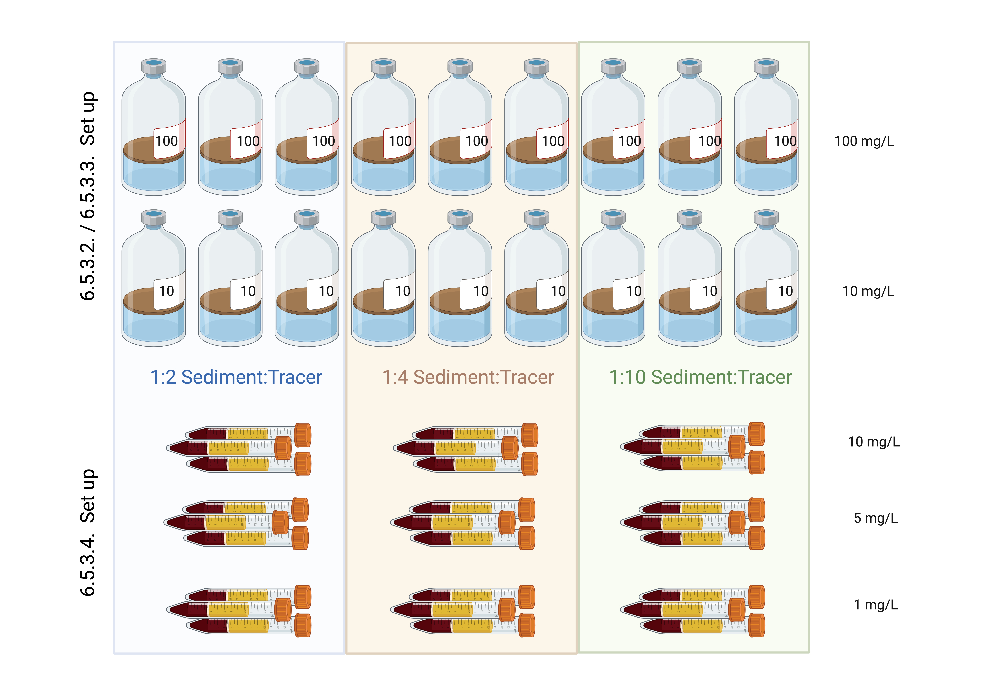 6.5.3.2. / 6.5.3.3. Set up
100 100 100 100 100 100 100 100 100
100 mg/L
10 10 10 10 10 10 10 10 10
10 mg/L
1:2 Sediment:Tracer
1:4 Sediment:Tracer
1:10 Sediment:Tracer
6.5.3.4. Set up
10 mg/L
5 mg/L
1 mg/L